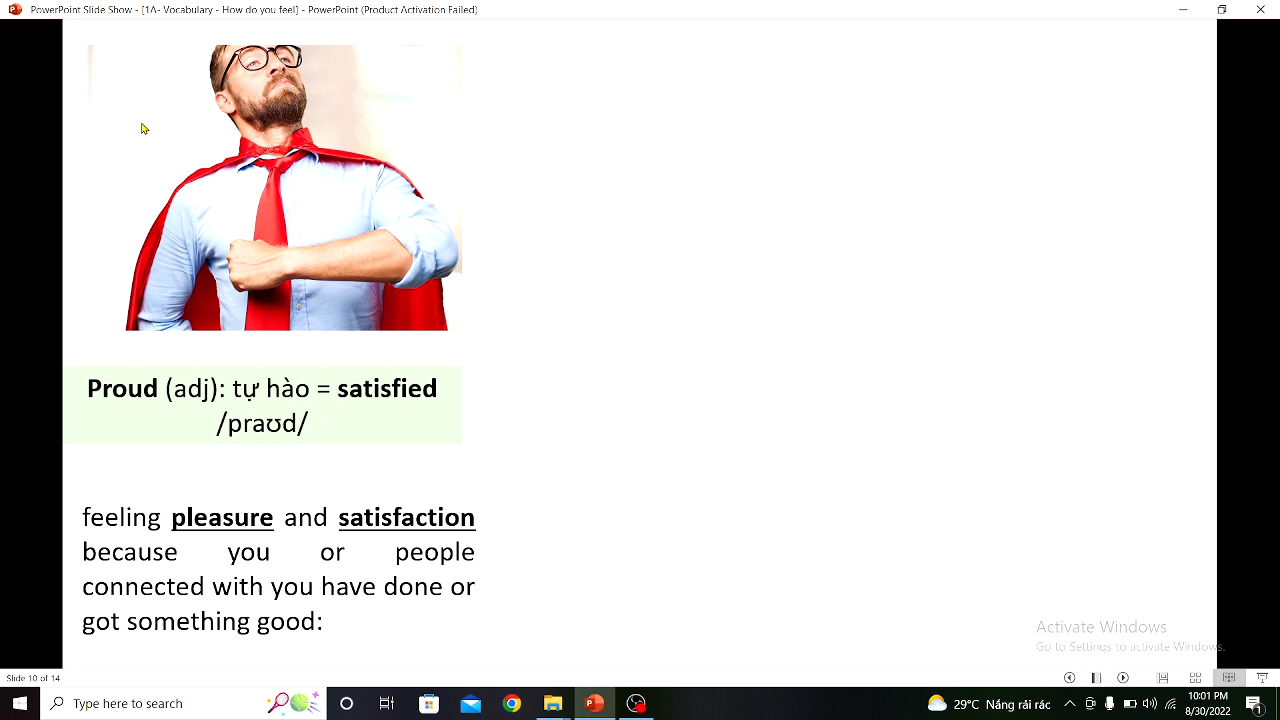 PowerPoint Slide Show - [1A- Vocabulary - How do you feel] - PowerPoint (Product Activation Failed)
Proud (adj): tự hào = satisfied
/praʊd/
feeling pleasure and satisfaction
because you or people
connected with you have done or
got something good:
Activate Windows
Go to Settings to activate Windows.
Slide 10 of 14
Type here to search
29°C Nắng rải rác
10:01 PM
8/30/2022
1